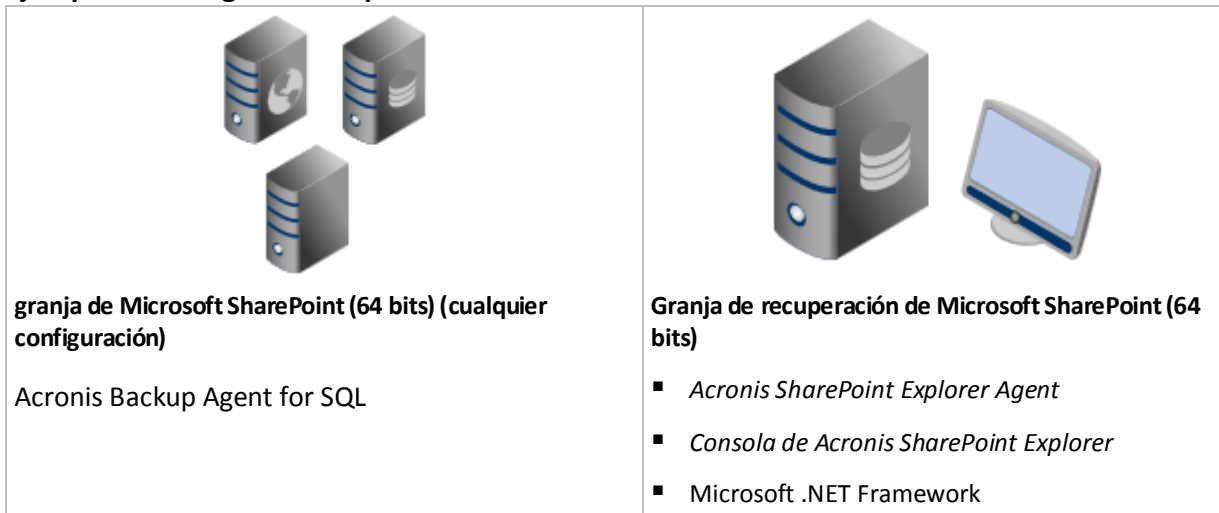 granja de Microsoft SharePoint (64 bits) (cualquier
configuración)
Acronis Backup Agent for SQL
Granja de recuperación de Microsoft SharePoint (64
bits)
▪ Acronis SharePoint Explorer Agent
▪ Consola de Acronis SharePoint Explorer
▪ Microsoft .NET Framework